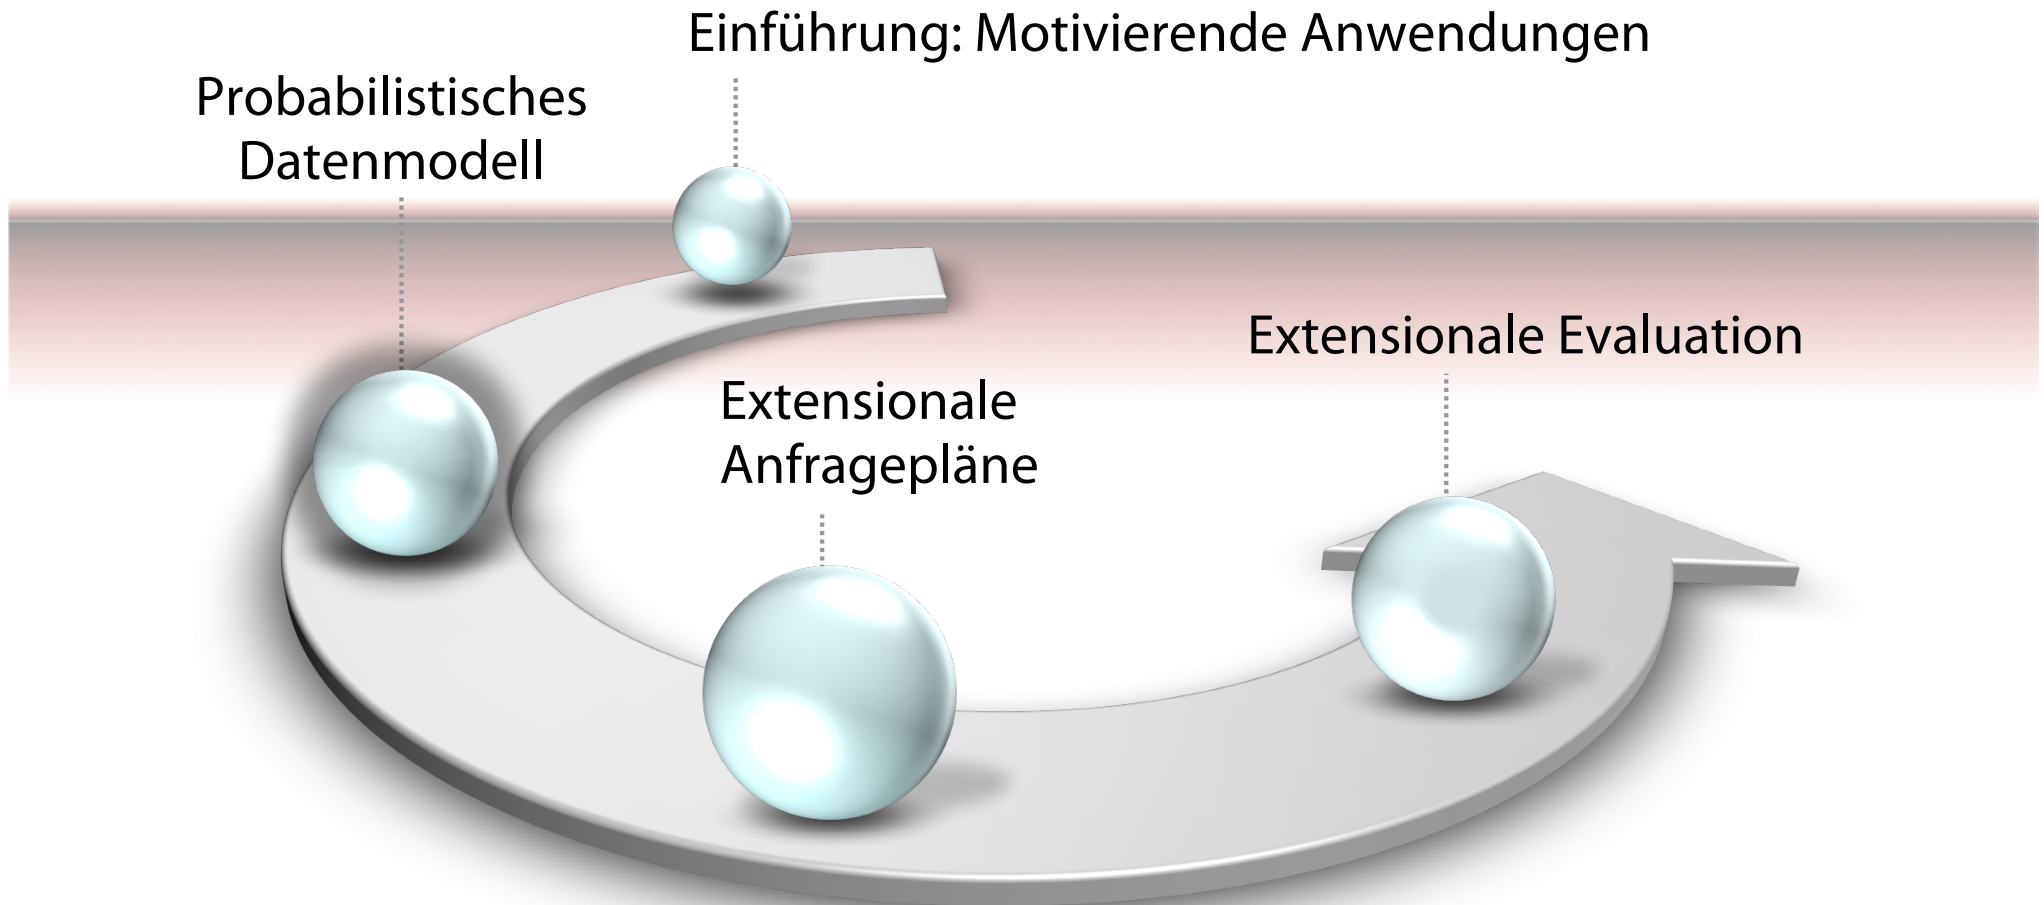 Einführung: Motivierende Anwendungen
Probabilistisches
Datenmodell
Extensionale
Anfragepläne
Extensionale Evaluation